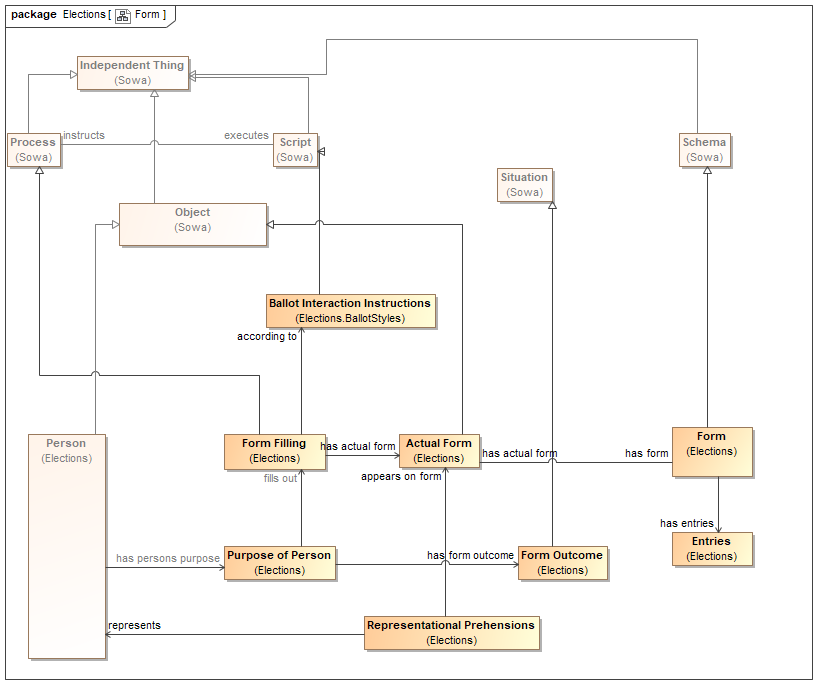 package Elections [ Form ]
Independent Thing
(Sowa)
Process
(Sowa)
instructs
executes
Script
(Sowa)
Schema
(Sowa)
Situation
(Sowa)
Object
(Sowa)
Ballot Interaction Instructions
(Elections.BallotStyles)
according to
Person
(Elections)
Form Filling
(Elections)
has actual form
Actual Form
(Elections)
has actual form
has form
Form
(Elections)
fills out
appears on form
has entries
Entries
(Elections)
has persons purpose
Purpose of Person
(Elections)
has form outcome
Form Outcome
(Elections)
represents
Representational Prehensions
(Elections)